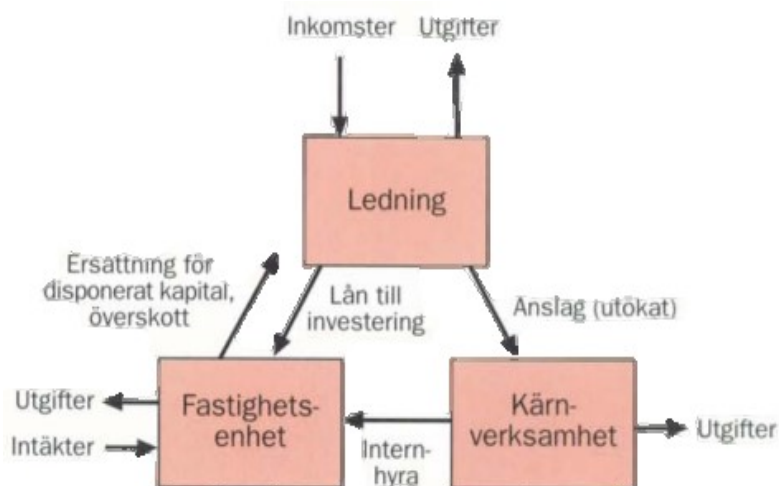 Inkomster Utgifter
Ledning
Ersättning för
disponerat kapital,
överskott
Lån till
investering
Anslag (utökat)
Utgifter
Intäkter
Fastighets-
enhet
Intern-
hyra
Kärn-
verksamhet
Utgifter